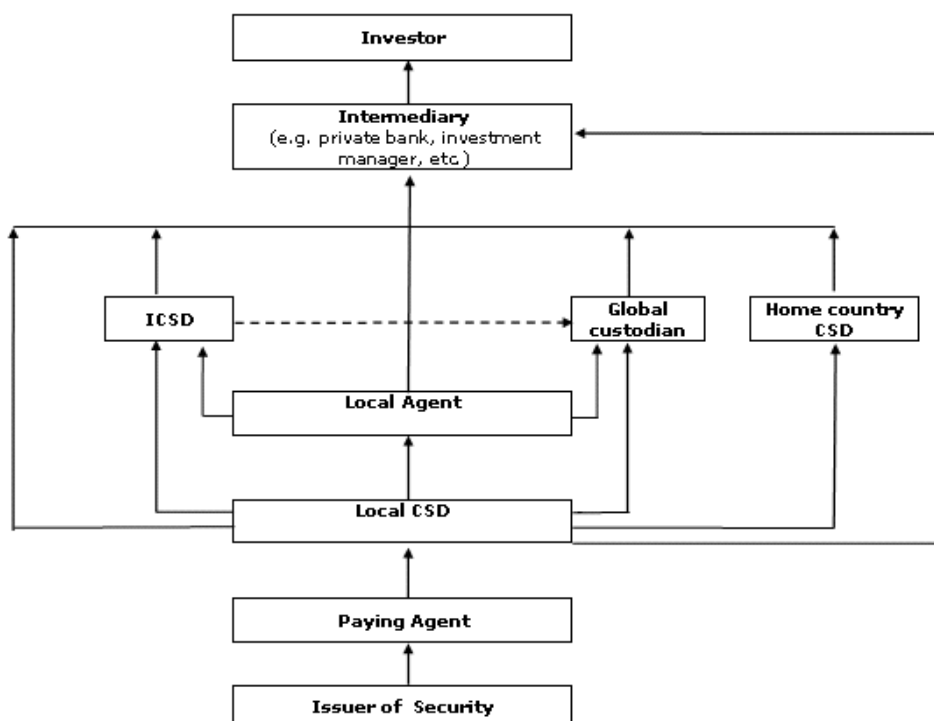 Investor
Intermediary
(e.g. private bank, investment
manager, etc.)
ICSD
Global
custodian
Home country
CSD
Local Agent
Local CSD
Paying Agent
Issuer of Security